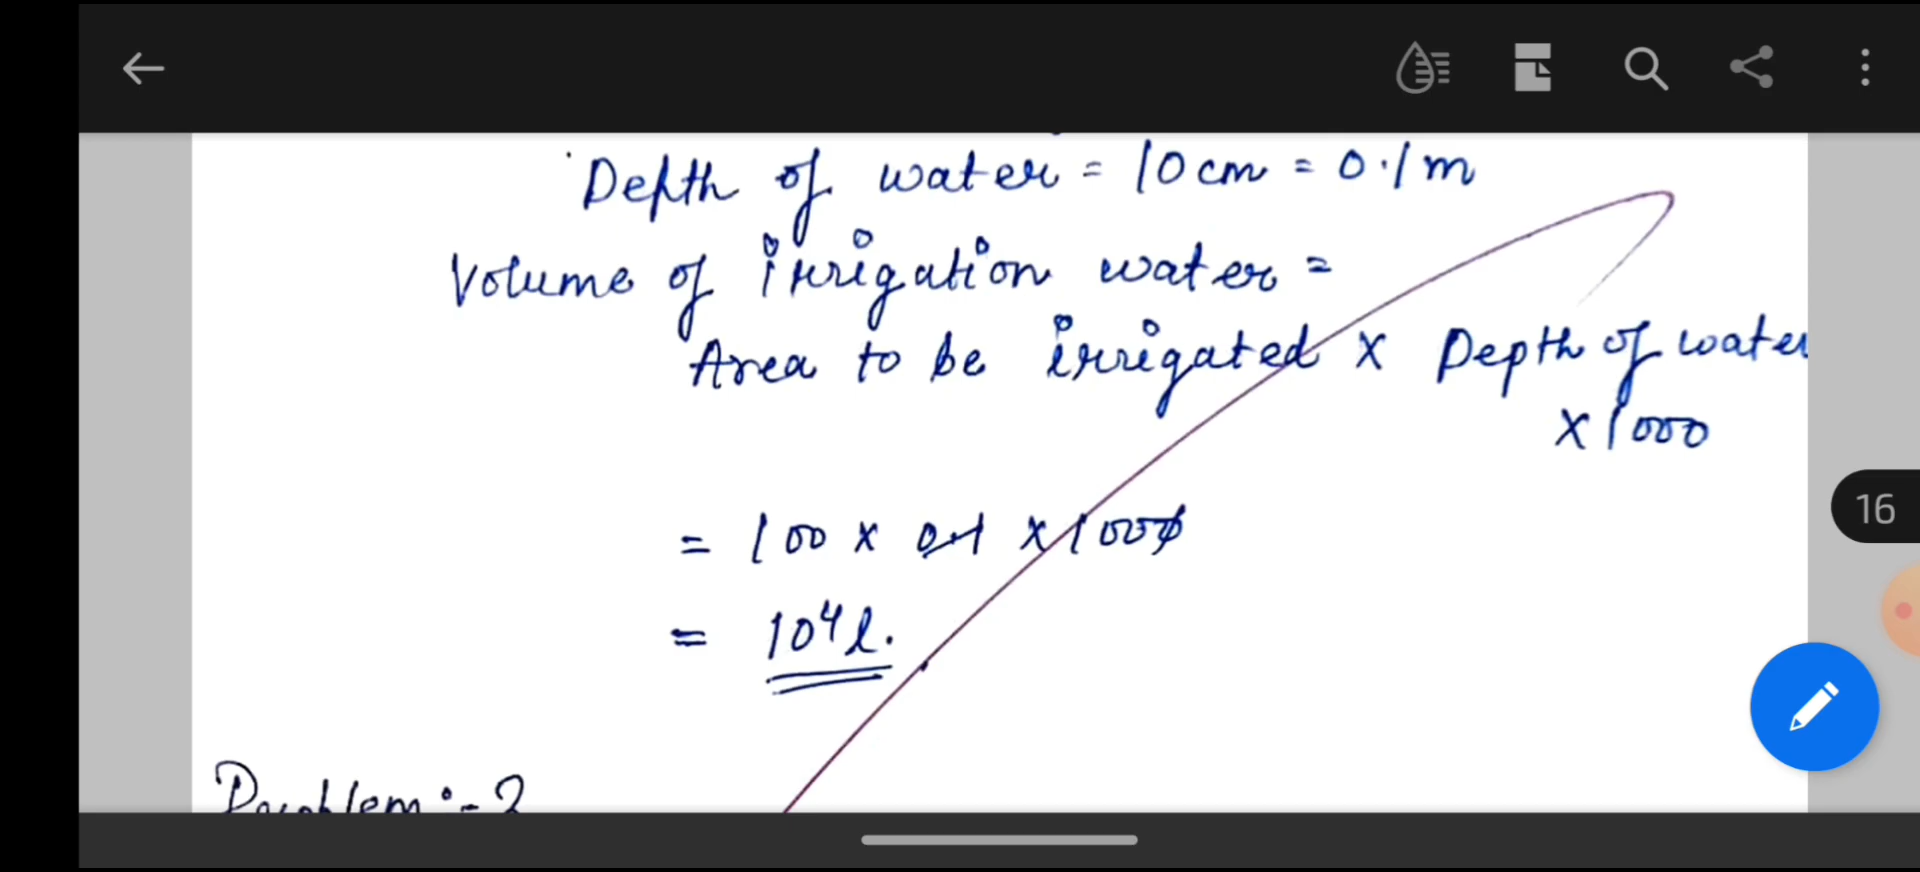 Depth of water = 10 cm = 0.1 m
Volume of irrigation water =
Area to be irrigated x Depth of water
x 1000
16
= 100 x 0.1 x 1000
= 10⁴ l.
Problem :-